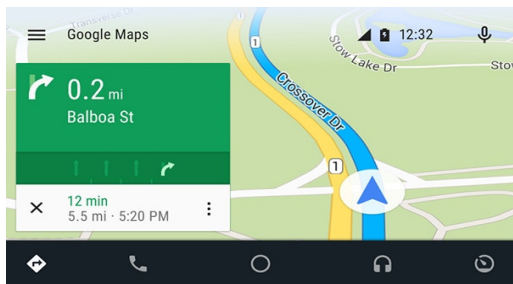 Transverse Dr
Google Maps
12:32
1
Stow Lake Dr
Sto
0.2 mi
Balboa St
Crossover Dr
1
12 min
5.5 mi · 5:20 PM